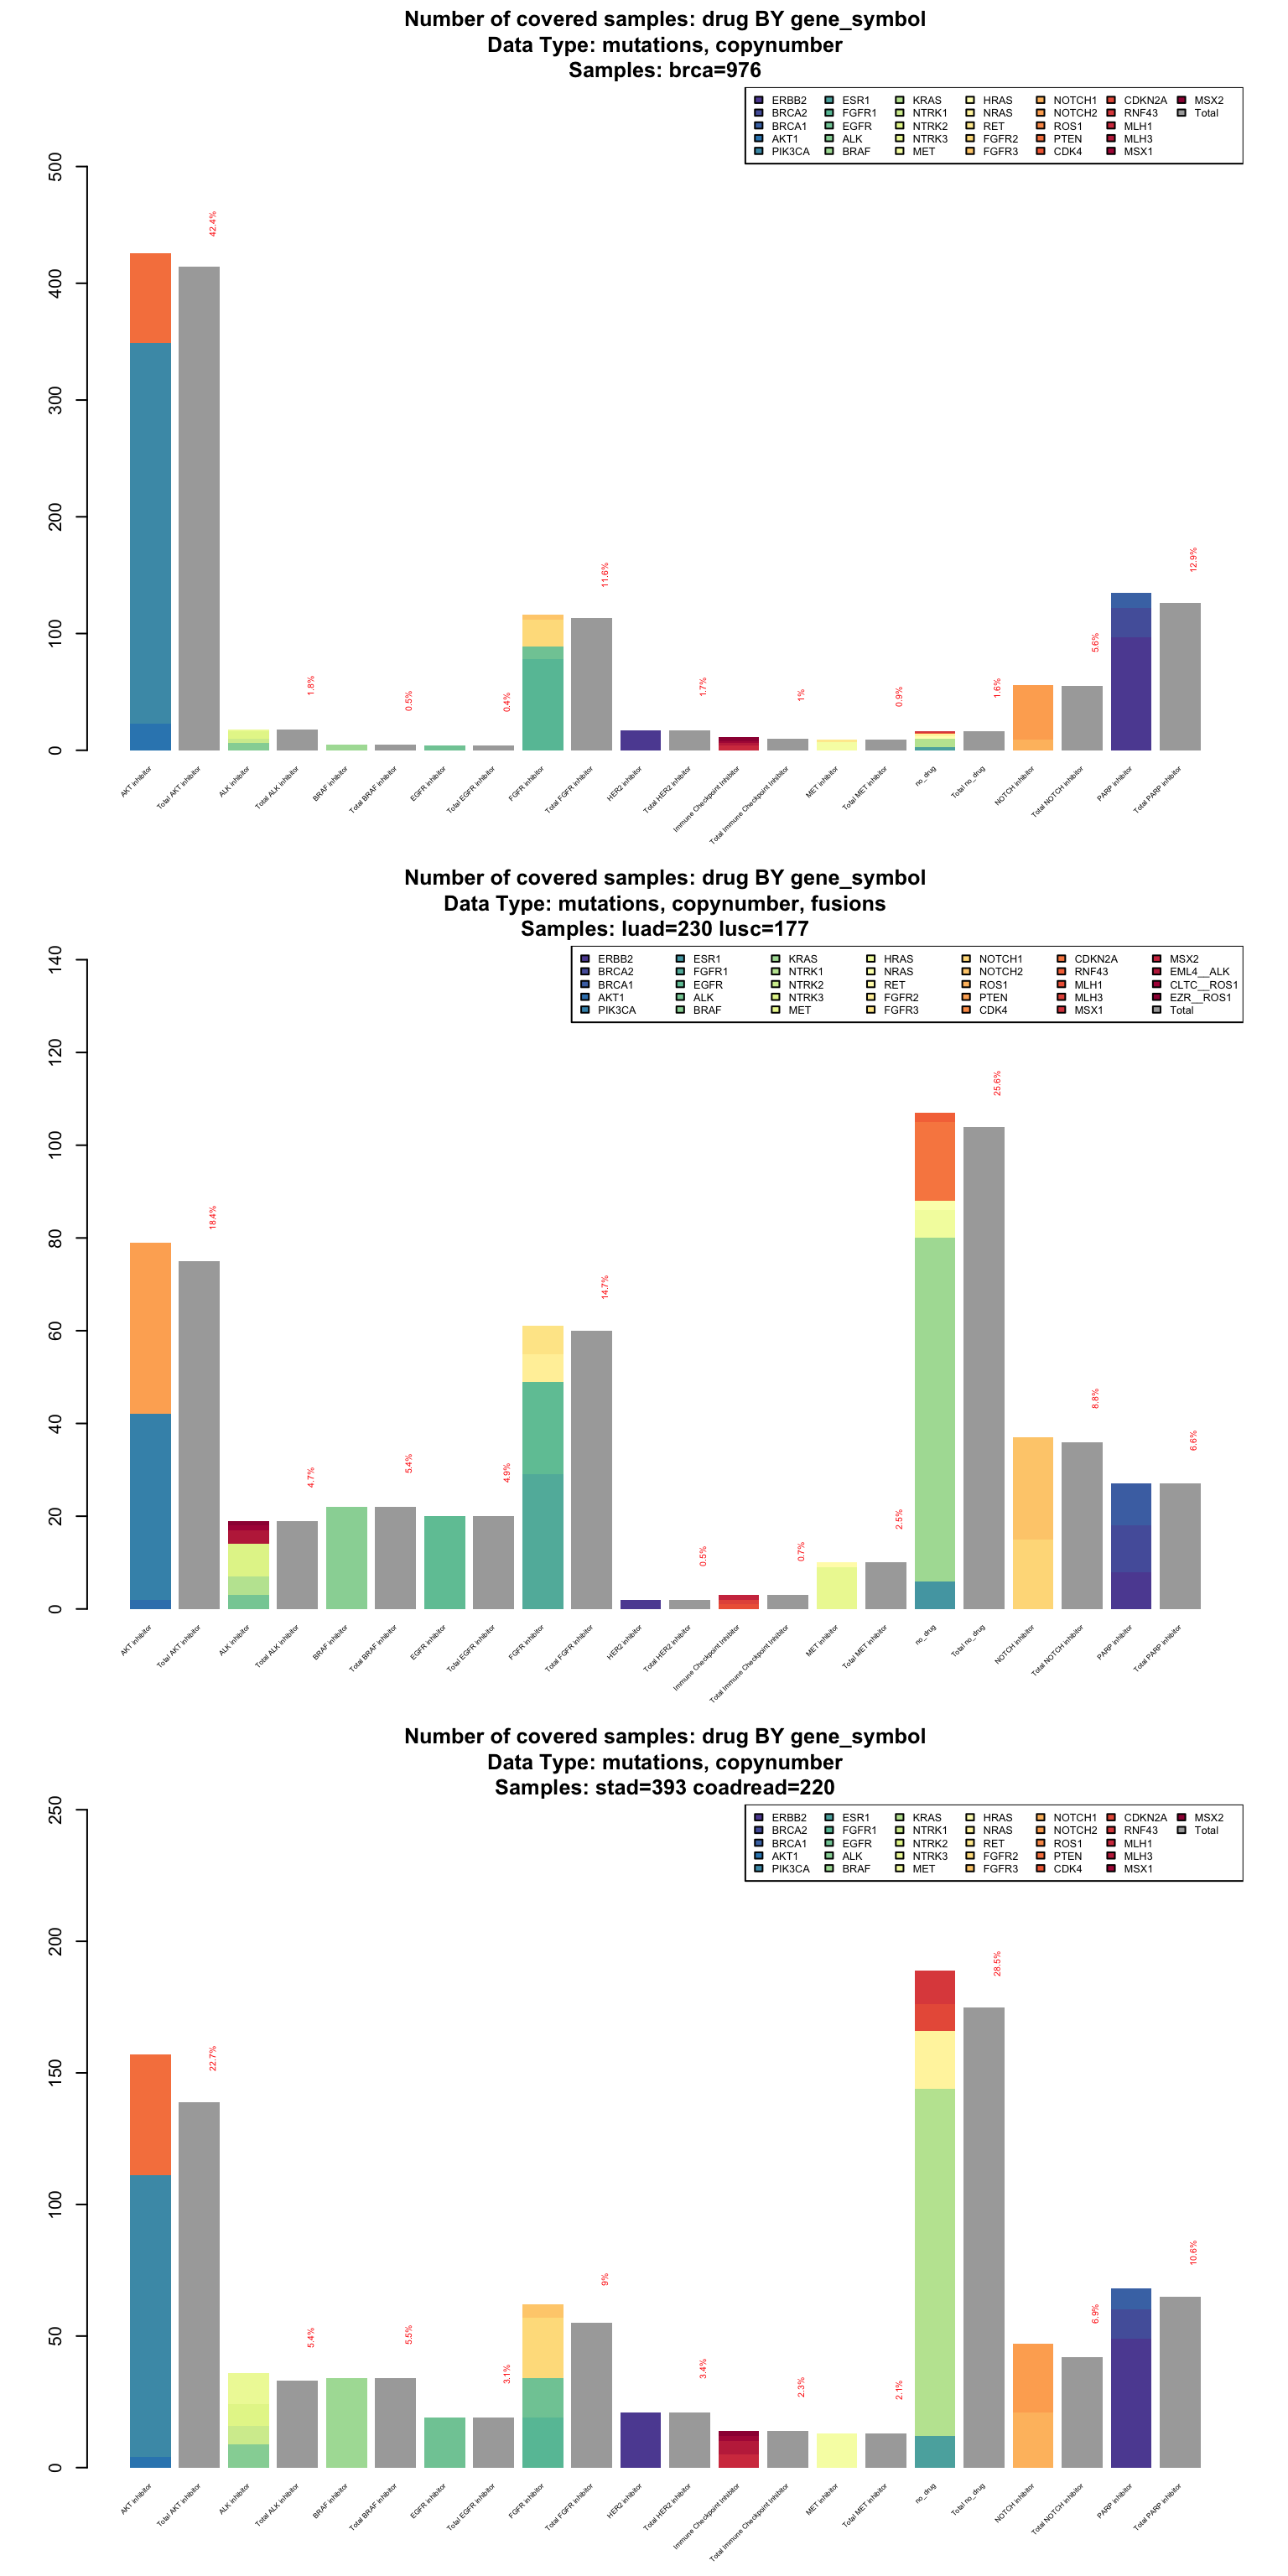 Number of covered samples: drug BY gene_symbol
Data Type: mutations, copynumber
Samples: brca=976
ERBB2 ESR1 KRAS HRAS NOTCH1 CDKN2A MSX2
BRCA2 FGFR1 NTRK1 NRAS NOTCH2 RNF43 Total
BRCA1 EGFR NTRK2 RET ROS1 MLH1
AKT1 ALK NTRK3 FGFR2 PTEN MLH3
PIK3CA BRAF MET FGFR3 CDK4 MSX1
500
400
300
200
100
0
42.4%
1.8%
0.5%
0.4%
11.6%
1.7%
1%
0.9%
1.6%
5.6%
12.9%
AKT inhibitor
Total AKT inhibitor
ALK inhibitor
Total ALK inhibitor
BRAF inhibitor
Total BRAF inhibitor
EGFR inhibitor
Total EGFR inhibitor
FGFR inhibitor
Total FGFR inhibitor
HER2 inhibitor
Total HER2 inhibitor
Immune Checkpoint Inhibitor
Total Immune Checkpoint Inhibitor
MET inhibitor
Total MET inhibitor
no_drug
Total no_drug
NOTCH inhibitor
Total NOTCH inhibitor
PARP inhibitor
Total PARP inhibitor
Number of covered samples: drug BY gene_symbol
Data Type: mutations, copynumber, fusions
Samples: luad=230 lusc=177
ERBB2 ESR1 KRAS HRAS NOTCH1 CDKN2A MSX2
BRCA2 FGFR1 NTRK1 NRAS NOTCH2 RNF43 EML4__ALK
BRCA1 EGFR NTRK2 RET ROS1 MLH1 CLTC__ROS1
AKT1 ALK NTRK3 FGFR2 PTEN MLH3 EZR__ROS1
PIK3CA BRAF MET FGFR3 CDK4 MSX1 Total
140
120
100
80
60
40
20
0
18.4%
4.7%
5.4%
4.9%
14.7%
0.5%
0.7%
2.5%
25.6%
8.8%
6.6%
AKT inhibitor
Total AKT inhibitor
ALK inhibitor
Total ALK inhibitor
BRAF inhibitor
Total BRAF inhibitor
EGFR inhibitor
Total EGFR inhibitor
FGFR inhibitor
Total FGFR inhibitor
HER2 inhibitor
Total HER2 inhibitor
Immune Checkpoint Inhibitor
Total Immune Checkpoint Inhibitor
MET inhibitor
Total MET inhibitor
no_drug
Total no_drug
NOTCH inhibitor
Total NOTCH inhibitor
PARP inhibitor
Total PARP inhibitor
Number of covered samples: drug BY gene_symbol
Data Type: mutations, copynumber
Samples: stad=393 coadread=220
ERBB2 ESR1 KRAS HRAS NOTCH1 CDKN2A MSX2
BRCA2 FGFR1 NTRK1 NRAS NOTCH2 RNF43 Total
BRCA1 EGFR NTRK2 RET ROS1 MLH1
AKT1 ALK NTRK3 FGFR2 PTEN MLH3
PIK3CA BRAF MET FGFR3 CDK4 MSX1
250
200
150
100
50
0
22.7%
5.4%
5.5%
3.1%
9%
3.4%
2.3%
2.1%
28.5%
6.9%
10.6%
AKT inhibitor
Total AKT inhibitor
ALK inhibitor
Total ALK inhibitor
BRAF inhibitor
Total BRAF inhibitor
EGFR inhibitor
Total EGFR inhibitor
FGFR inhibitor
Total FGFR inhibitor
HER2 inhibitor
Total HER2 inhibitor
Immune Checkpoint Inhibitor
Total Immune Checkpoint Inhibitor
MET inhibitor
Total MET inhibitor
no_drug
Total no_drug
NOTCH inhibitor
Total NOTCH inhibitor
PARP inhibitor
Total PARP inhibitor